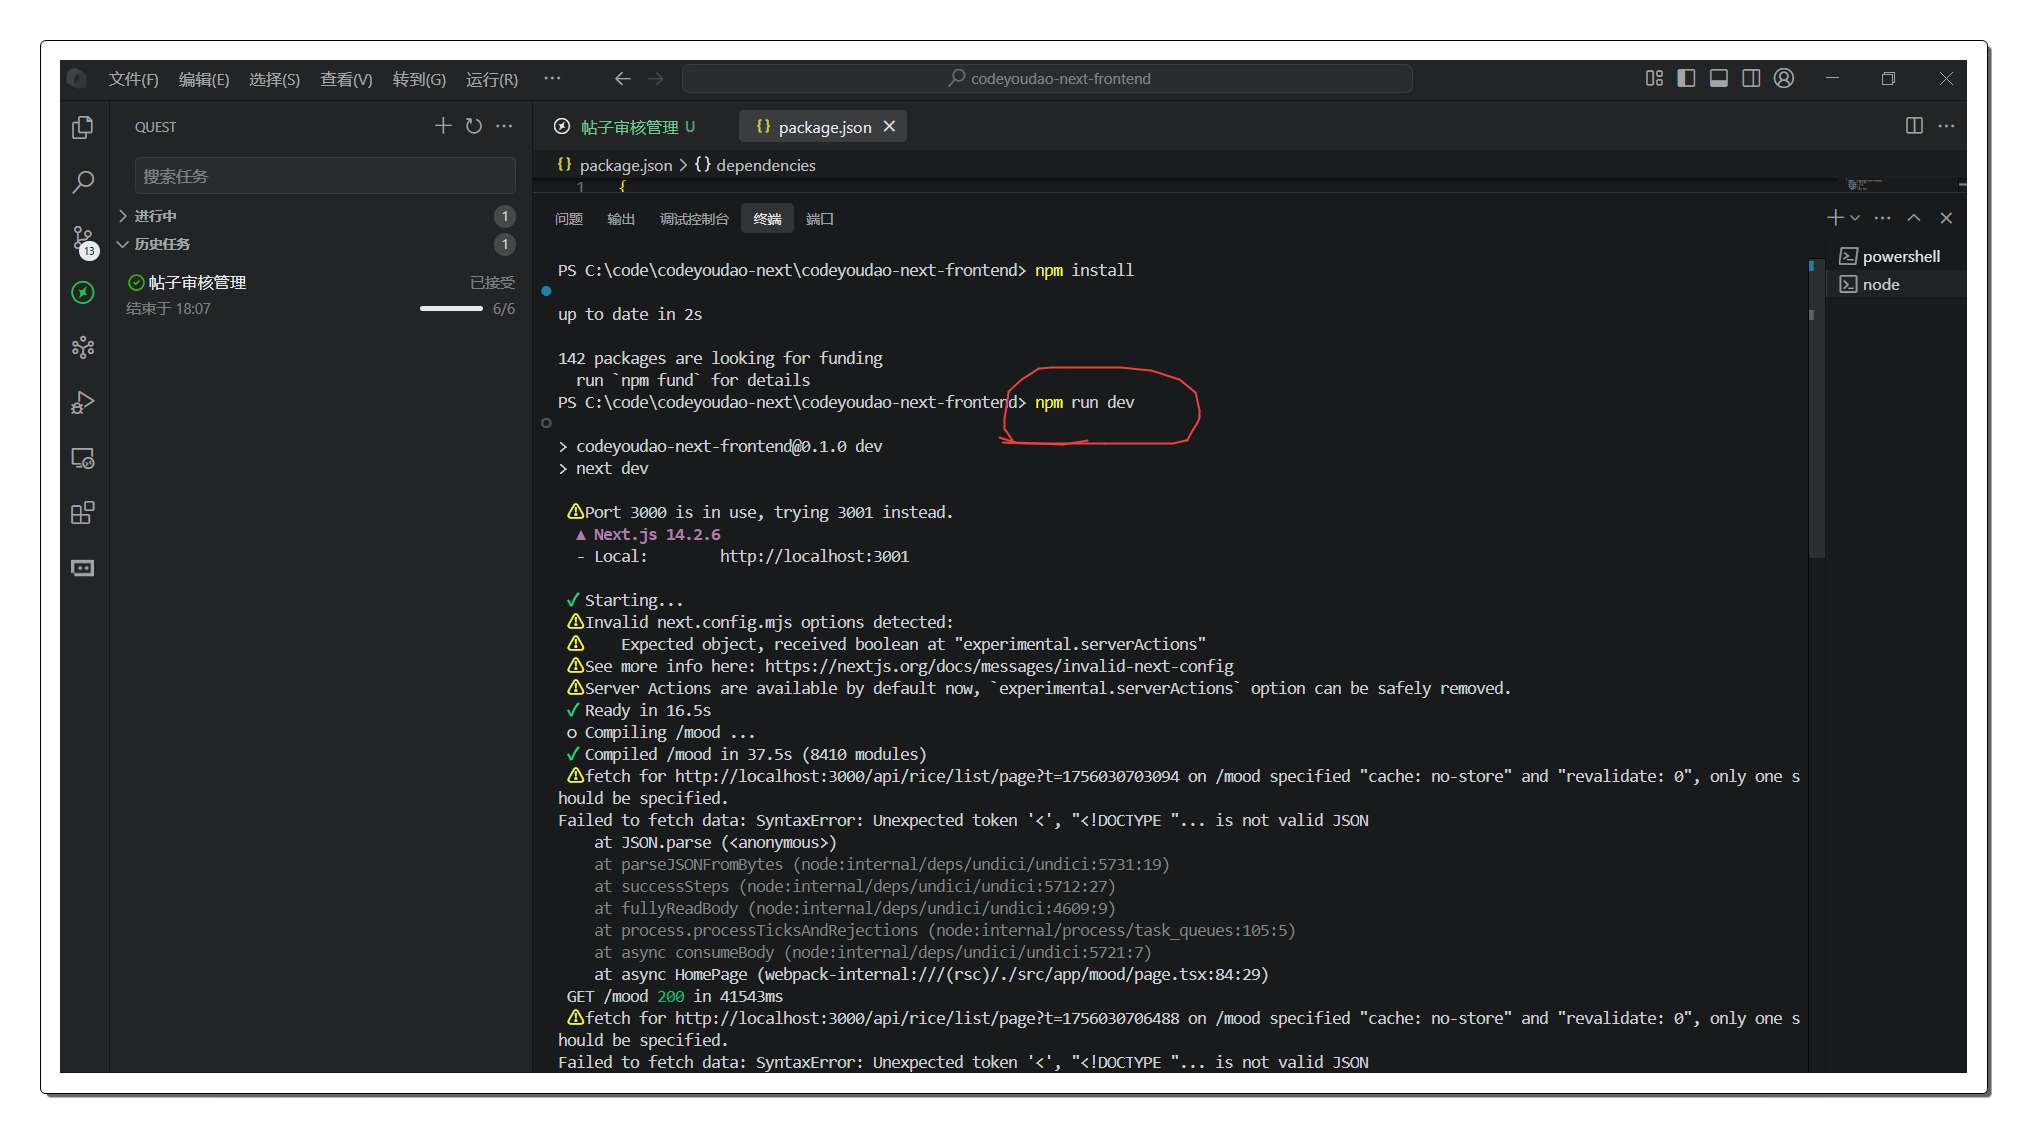 文件(F) 编辑(E) 选择(S) 查看(V) 转到(G) 运行(R) ··· codeyoudao-next-frontend
QUEST
搜索任务
进行中 1
历史任务 1
帖子审核管理 已接受
结束于 18:07 6/6
13
帖子审核管理 U {} package.json
{} package.json > {} dependencies
1 {
问题 输出 调试控制台 终端 端口
powershell
node
PS C:\code\codeyoudao-next\codeyoudao-next-frontend> npm install
up to date in 2s
142 packages are looking for funding
run `npm fund` for details
PS C:\code\codeyoudao-next\codeyoudao-next-frontend> npm run dev
> codeyoudao-next-frontend@0.1.0 dev
> next dev
⚠Port 3000 is in use, trying 3001 instead.
▲ Next.js 14.2.6
- Local: http://localhost:3001
✓ Starting...
⚠Invalid next.config.mjs options detected:
⚠ Expected object, received boolean at "experimental.serverActions"
⚠See more info here: https://nextjs.org/docs/messages/invalid-next-config
⚠Server Actions are available by default now, `experimental.serverActions` option can be safely removed.
✓ Ready in 16.5s
○ Compiling /mood ...
✓ Compiled /mood in 37.5s (8410 modules)
⚠fetch for http://localhost:3000/api/rice/list/page?t=1756030703094 on /mood specified "cache: no-store" and "revalidate: 0", only one s
hould be specified.
Failed to fetch data: SyntaxError: Unexpected token '<', "<!DOCTYPE "... is not valid JSON
at JSON.parse (<anonymous>)
at parseJSONFromBytes (node:internal/deps/undici/undici:5731:19)
at successSteps (node:internal/deps/undici/undici:5712:27)
at fullyReadBody (node:internal/deps/undici/undici:4609:9)
at process.processTicksAndRejections (node:internal/process/task_queues:105:5)
at async consumeBody (node:internal/deps/undici/undici:5721:7)
at async HomePage (webpack-internal:///(rsc)/./src/app/mood/page.tsx:84:29)
GET /mood 200 in 41543ms
⚠fetch for http://localhost:3000/api/rice/list/page?t=1756030706488 on /mood specified "cache: no-store" and "revalidate: 0", only one s
hould be specified.
Failed to fetch data: SyntaxError: Unexpected token '<', "<!DOCTYPE "... is not valid JSON